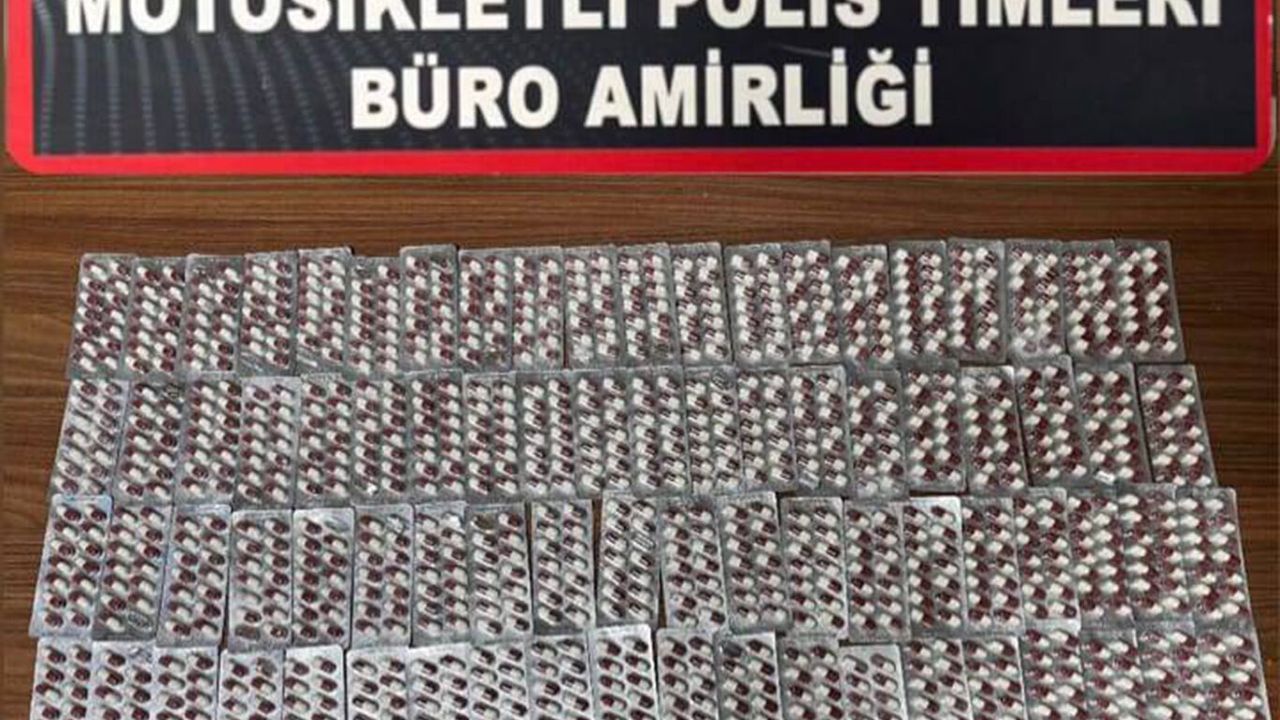 MOTOSİKLETLİ POLİS TİMLERİ
BÜRO AMİRLİĞİ